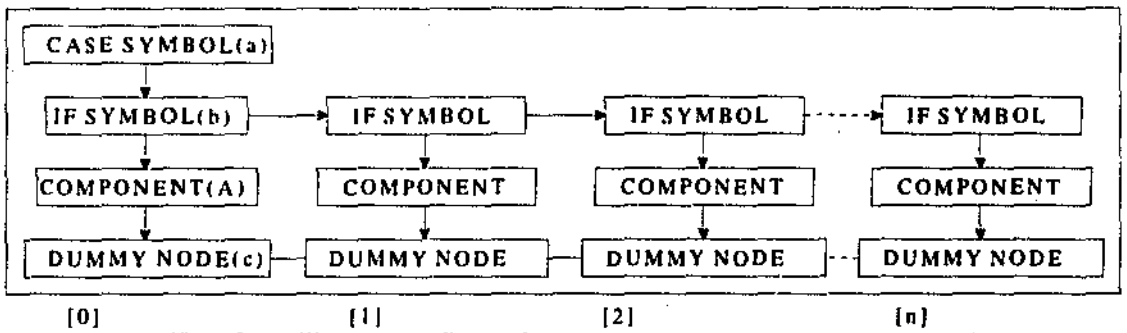 CASE SYMBOL(a)
IF SYMBOL(b) IF SYMBOL IF SYMBOL IF SYMBOL
COMPONENT(A) COMPONENT COMPONENT COMPONENT
DUMMY NODE(c) DUMMY NODE DUMMY NODE DUMMY NODE
[0] [1] [2] [n]